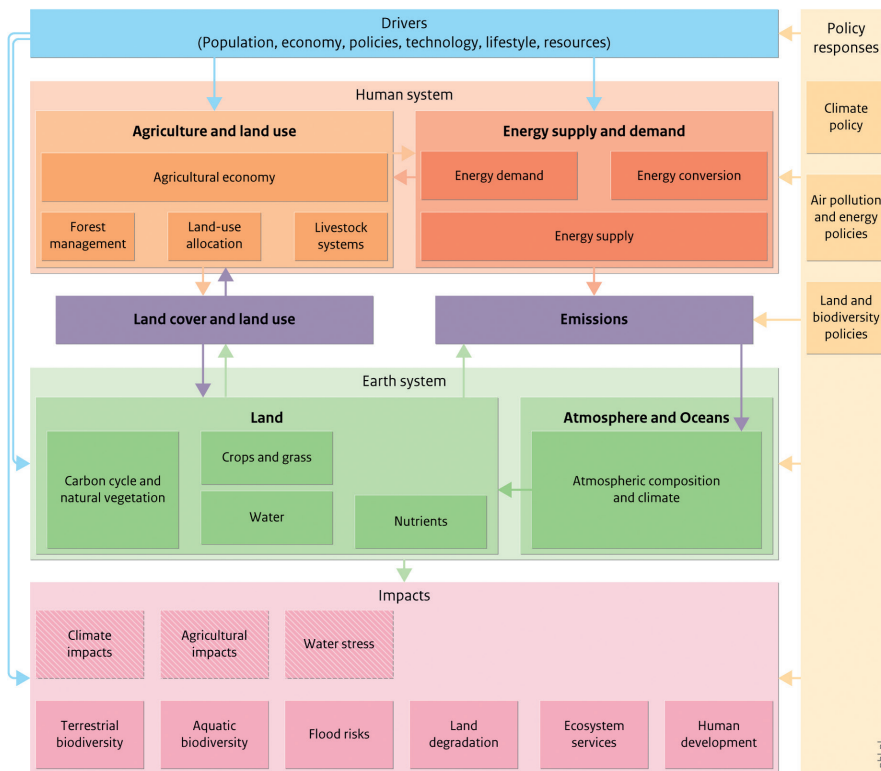 Drivers
(Population, economy, policies, technology, lifestyle, resources)
Policy
responses
Human system
Climate
policy
Agriculture and land use
Energy supply and demand
Agricultural economy
Energy demand
Energy conversion
Air pollution
and energy
policies
Forest
management
Land-use
allocation
Livestock
systems
Energy supply
Land cover and land use
Emissions
Land and
biodiversity
policies
Earth system
Land
Atmosphere and Oceans
Carbon cycle and
natural vegetation
Crops and grass
Water
Nutrients
Atmospheric composition
and climate
Impacts
Climate
impacts
Agricultural
impacts
Water stress
Terrestrial
biodiversity
Aquatic
biodiversity
Flood risks
Land
degradation
Ecosystem
services
Human
development